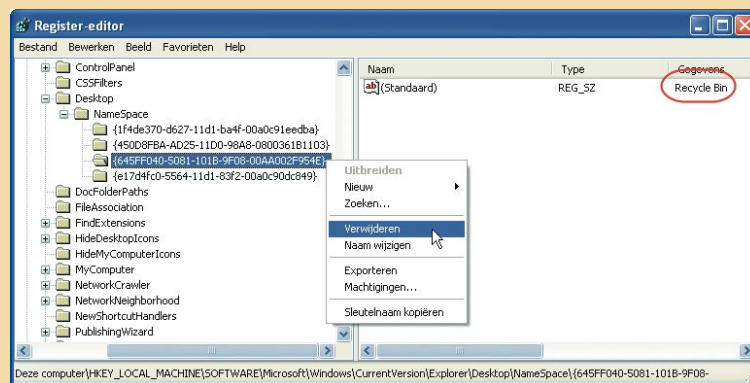 Register-editor
Bestand Bewerken Beeld Favorieten Help
ControlPanel
CSSFilters
Desktop
NameSpace
{1f4de370-d627-11d1-ba4f-00a0c91eedba}
{450D8FBA-AD25-11D0-98A8-0800361B1103}
{645FF040-5081-101B-9F08-00AA002F954E}
{e17d4fc0-5564-11d1-83f2-00a0c90dc849}
DocFolderPaths
FileAssociation
FindExtensions
HideDesktopIcons
HideMyComputerIcons
MyComputer
NetworkCrawler
NetworkNeighborhood
NewShortcutHandlers
PublishingWizard
Naam Type Gegevens
ab (Standaard) REG_SZ Recycle Bin
Uitbreiden
Nieuw
Zoeken...
Verwijderen
Naam wijzigen
Exporteren
Machtigingen...
Sleutelnaam kopiëren
Deze computer\HKEY_LOCAL_MACHINE\SOFTWARE\Microsoft\Windows\CurrentVersion\Explorer\Desktop\NameSpace\{645FF040-5081-101B-9F08-